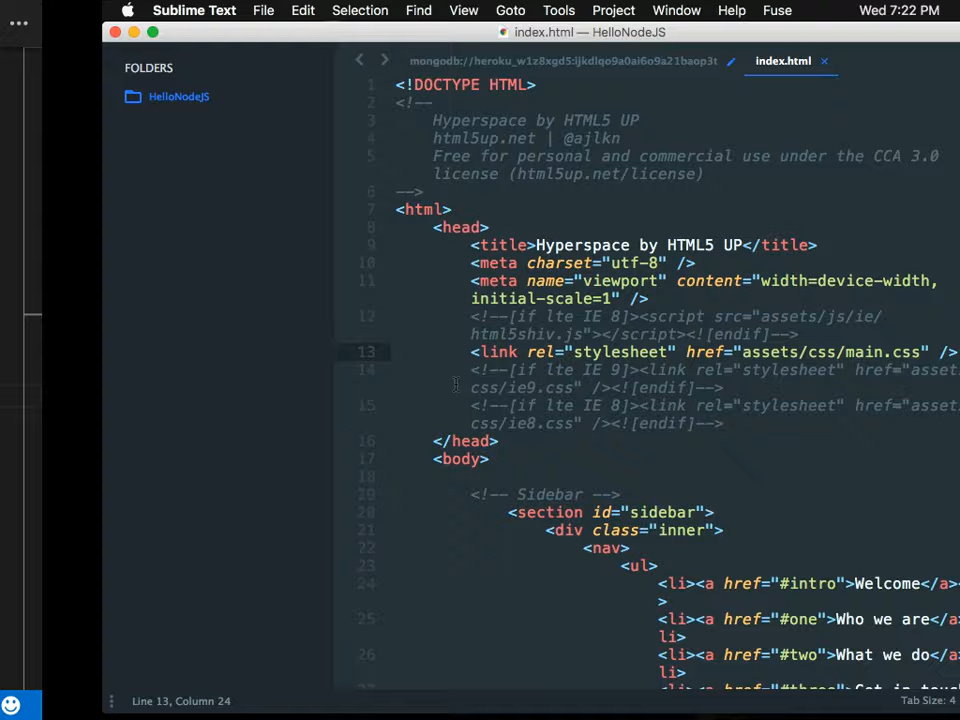 Sublime Text File Edit Selection Find View Goto Tools Project Window Help Fuse Wed 7:22 PM
index.html — HelloNodeJS
FOLDERS
HelloNodeJS
index.html ×
1 <!DOCTYPE HTML>
2 <!--
3 Hyperspace by HTML5 UP
4 html5up.net | @ajlkn
5 Free for personal and commercial use under the CCA 3.0
license (html5up.net/license)
6 -->
7 <html>
8 <head>
9 <title>Hyperspace by HTML5 UP</title>
10 <meta charset="utf-8" />
11 <meta name="viewport" content="width=device-width,
initial-scale=1" />
12 <!--[if lte IE 8]><script src="assets/js/ie/
html5shiv.js"></script><![endif]-->
13 <link rel="stylesheet" href="assets/css/main.css" />
14 <!--[if lte IE 9]><link rel="stylesheet" href="asset
css/ie9.css" /><![endif]-->
15 <!--[if lte IE 8]><link rel="stylesheet" href="asset
css/ie8.css" /><![endif]-->
16 </head>
17 <body>
18
19 <!-- Sidebar -->
20 <section id="sidebar">
21 <div class="inner">
22 <nav>
23 <ul>
24 <li><a href="#intro">Welcome</a></li
>
25 <li><a href="#one">Who we are</a
li>
26 <li><a href="#two">What we do</a
li>
<li><a href="#three">Get in touch
Line 13, Column 24
Tab Size: 4